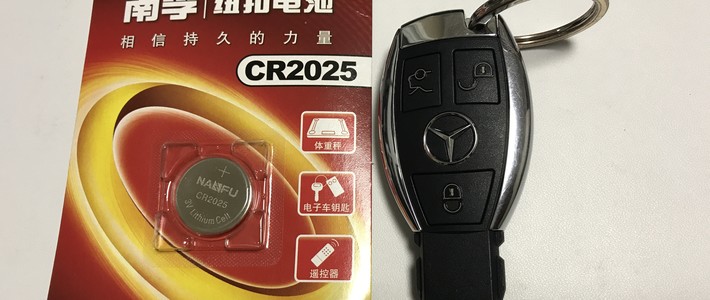 南孚 纽扣电池
相信持久的力量
CR2025
体重秤
NANFU
CR2025
3V Lithium Cell
电子车钥匙
遥控器